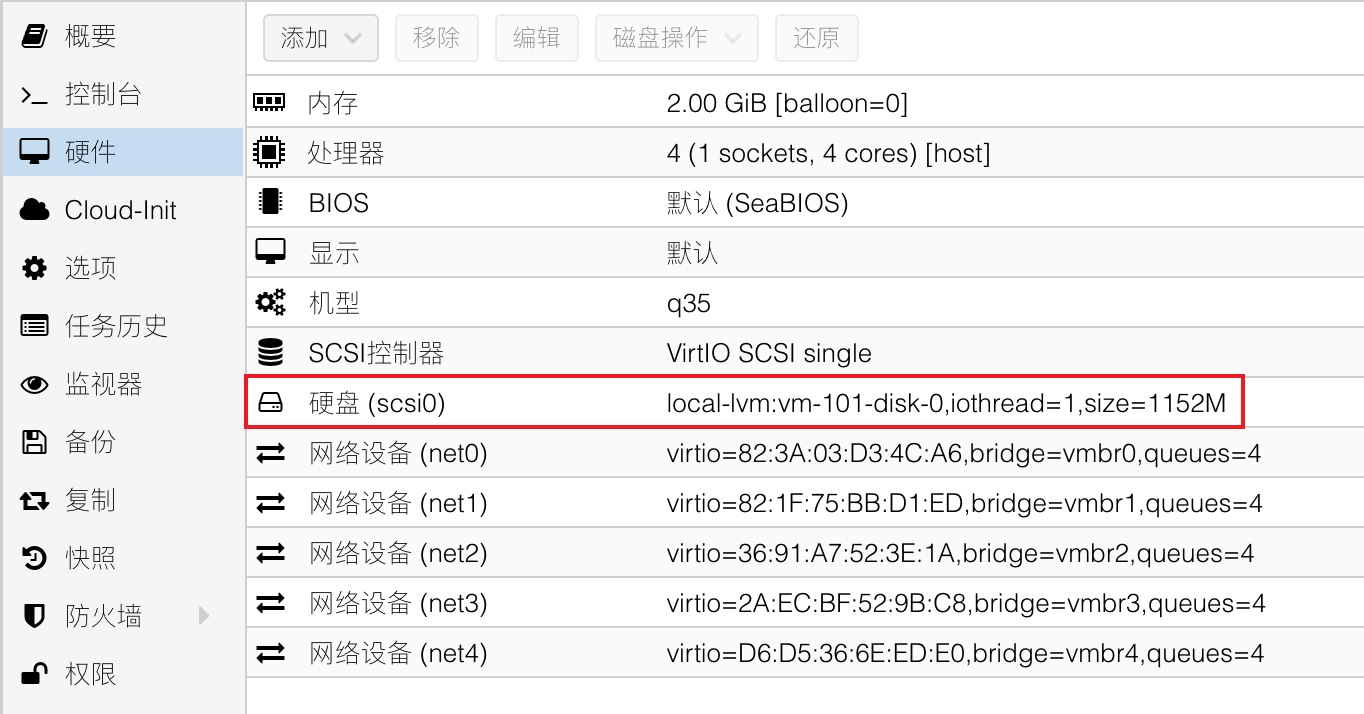 添加 移除 编辑 磁盘操作 还原
概要
控制台
硬件
Cloud-Init
选项
任务历史
监视器
备份
复制
快照
防火墙
权限
内存 2.00 GiB [balloon=0]
处理器 4 (1 sockets, 4 cores) [host]
BIOS 默认 (SeaBIOS)
显示 默认
机型 q35
SCSI控制器 VirtIO SCSI single
硬盘 (scsi0) local-lvm:vm-101-disk-0,iothread=1,size=1152M
网络设备 (net0) virtio=82:3A:03:D3:4C:A6,bridge=vmbr0,queues=4
网络设备 (net1) virtio=82:1F:75:BB:D1:ED,bridge=vmbr1,queues=4
网络设备 (net2) virtio=36:91:A7:52:3E:1A,bridge=vmbr2,queues=4
网络设备 (net3) virtio=2A:EC:BF:52:9B:C8,bridge=vmbr3,queues=4
网络设备 (net4) virtio=D6:D5:36:6E:ED:E0,bridge=vmbr4,queues=4